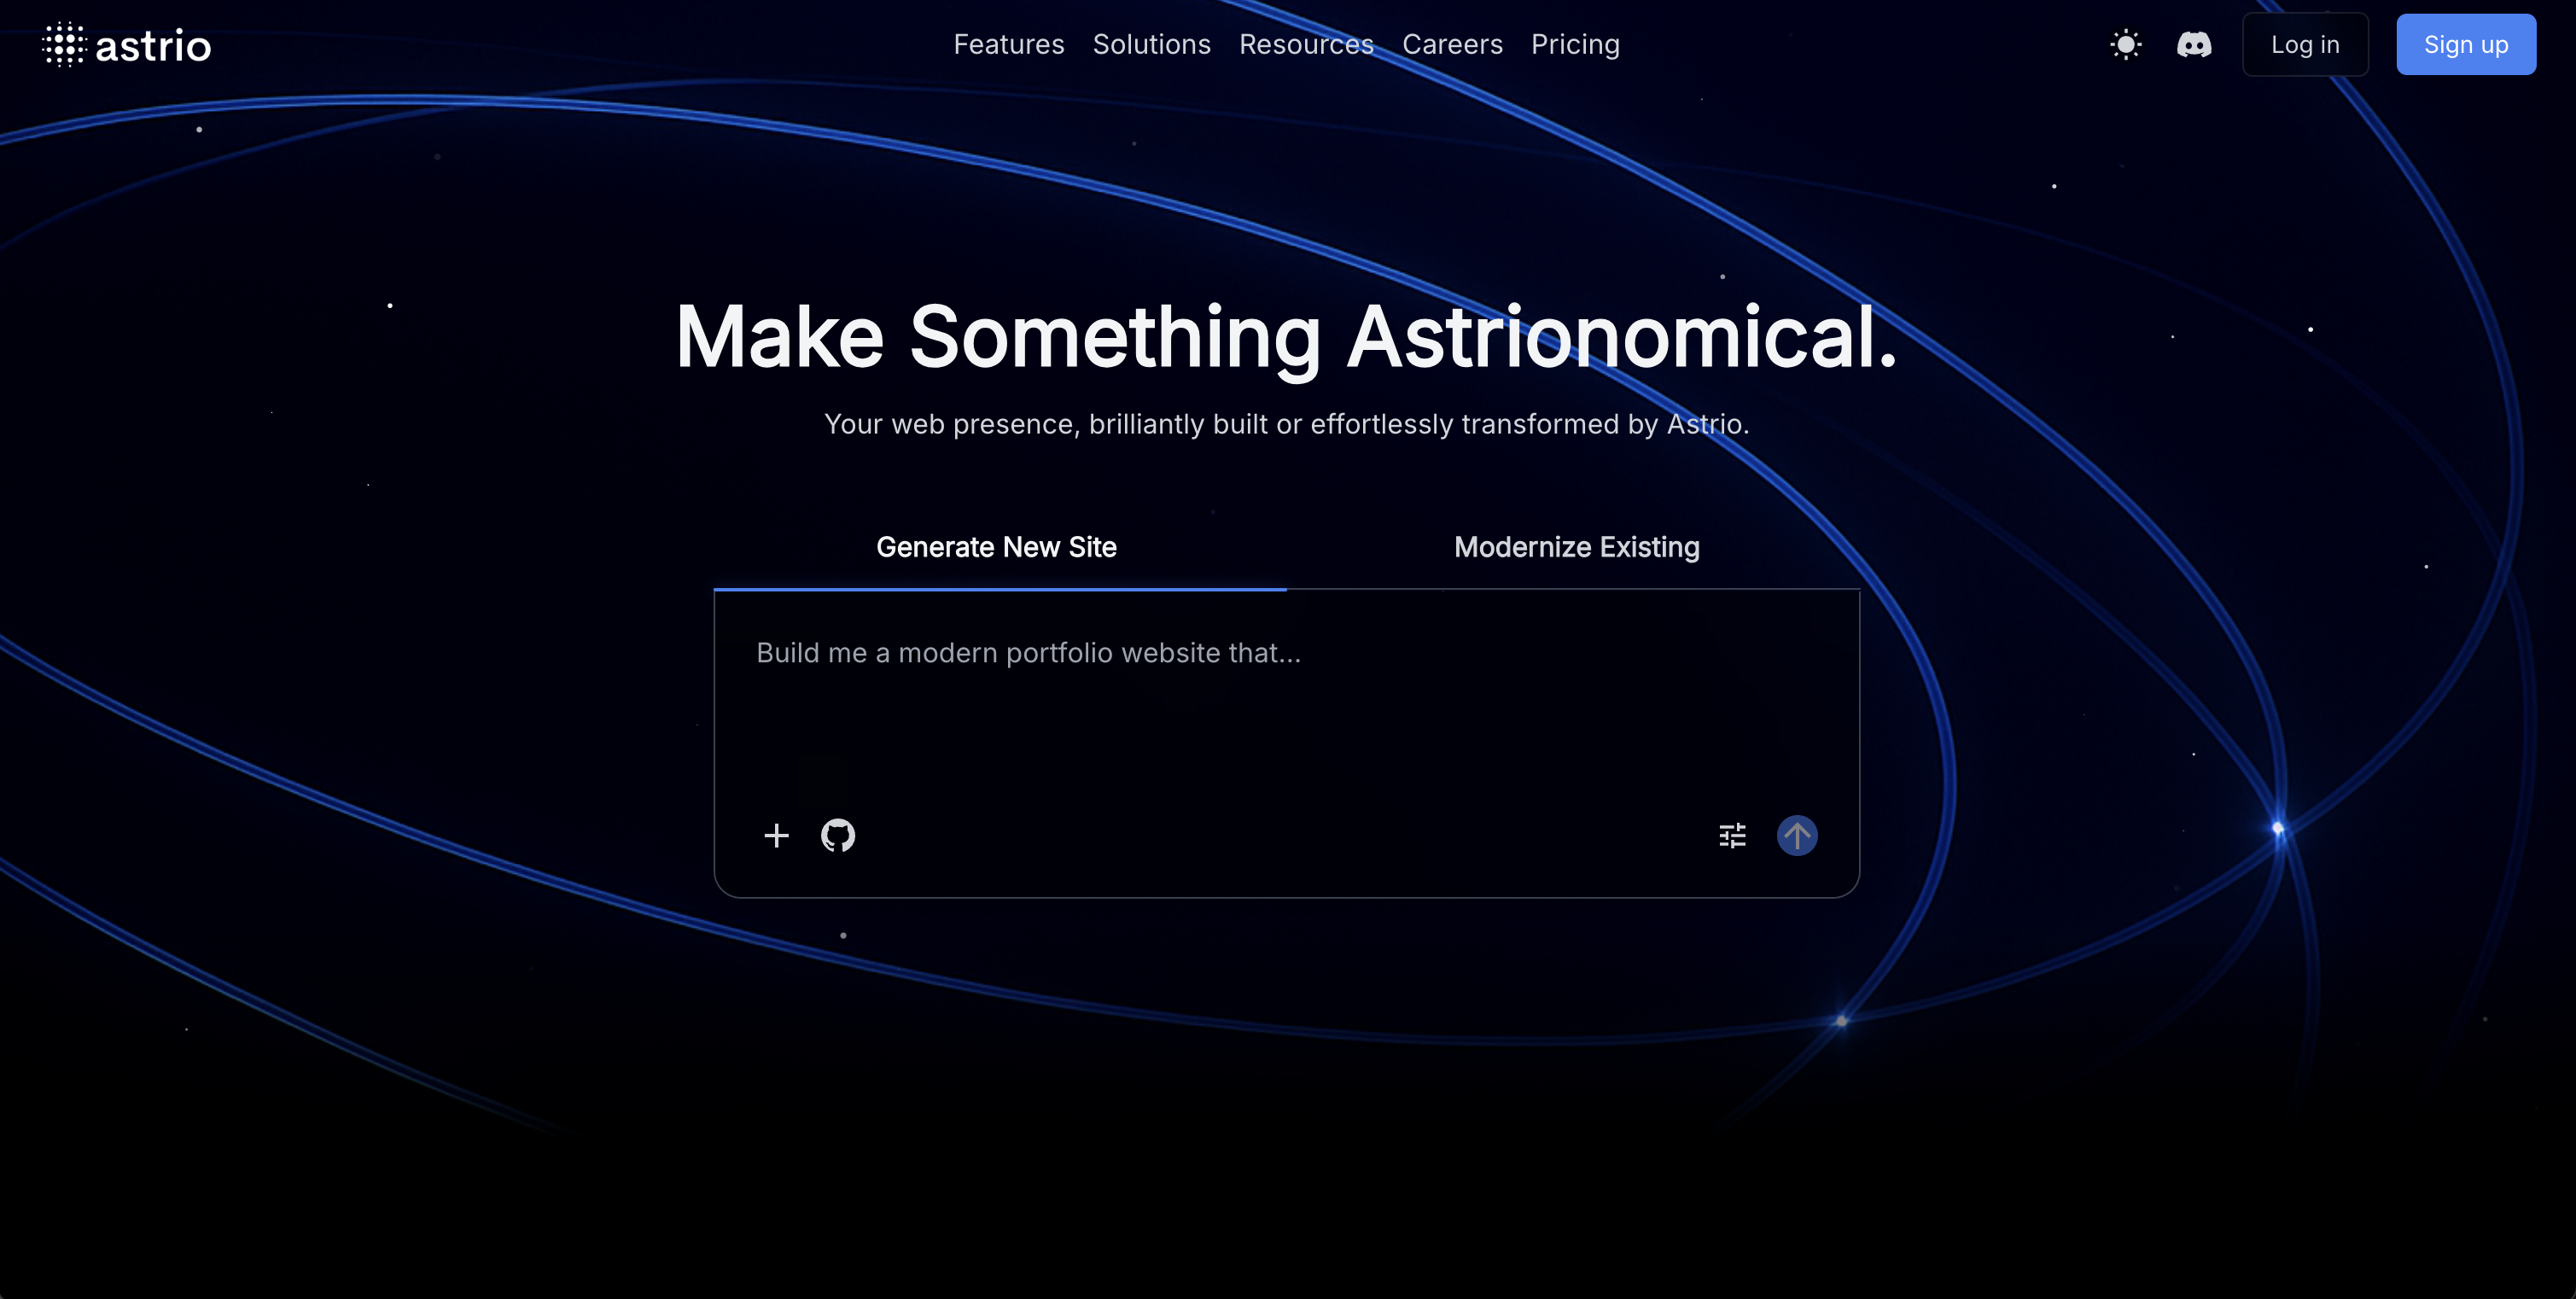 astrio
Features Solutions Resources Careers Pricing
Log in
Sign up
Make Something Astrionomical.
Your web presence, brilliantly built or effortlessly transformed by Astrio.
Generate New Site
Modernize Existing
Build me a modern portfolio website that...